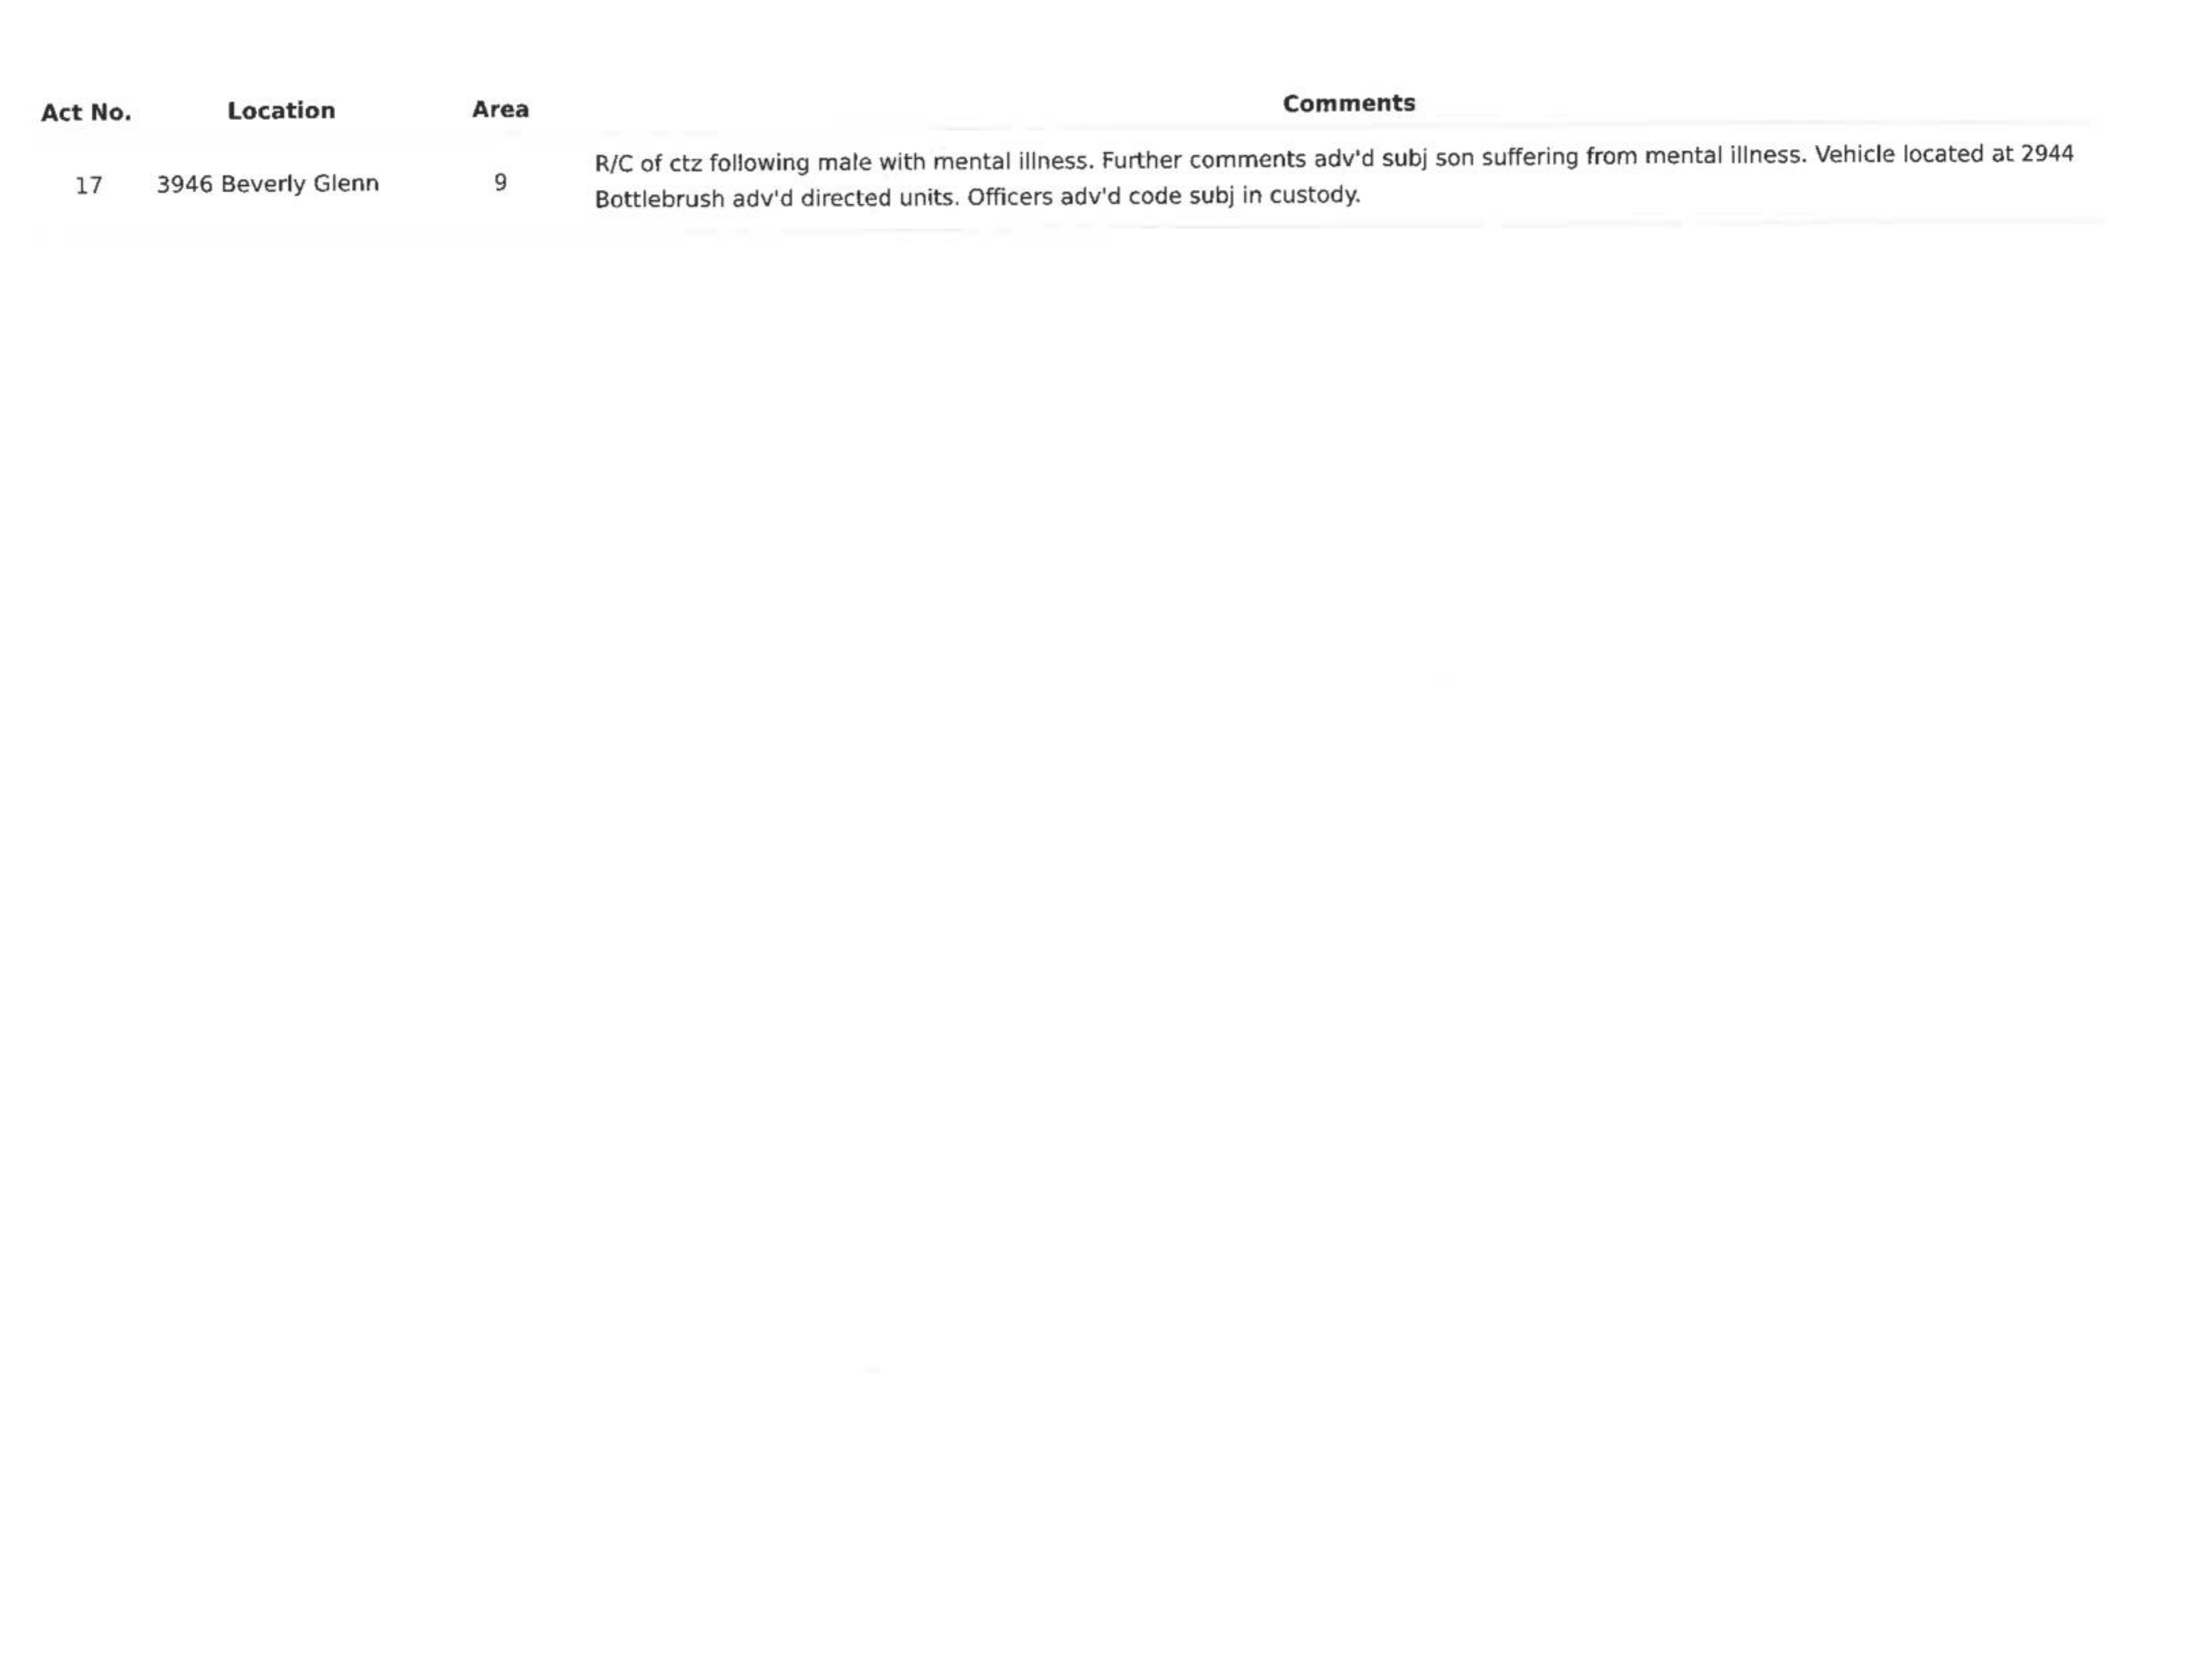 Act No. Location Area Comments
17 3946 Beverly Glenn 9 R/C of ctz following male with mental illness. Further comments adv'd subj son suffering from mental illness. Vehicle located at 2944
Bottlebrush adv'd directed units. Officers adv'd code subj in custody.